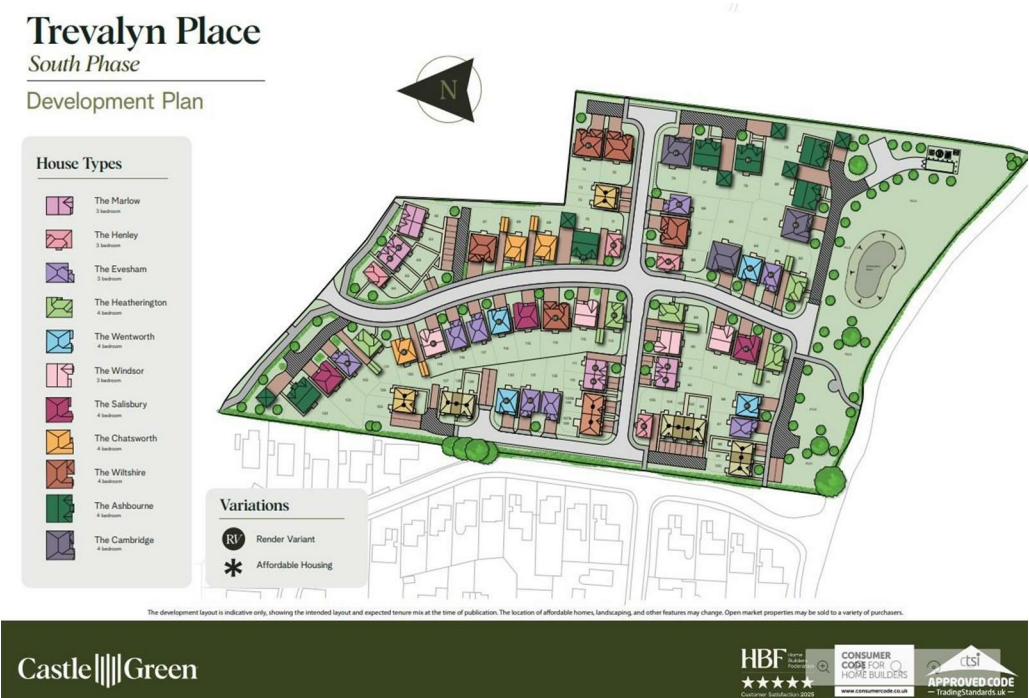 Trevalyn Place
South Phase
Development Plan
N
House Types
The Marlow
3 bedroom
The Henley
3 bedroom
The Evesham
3 bedroom
The Heatherington
4 bedroom
The Wentworth
4 bedroom
The Windsor
3 bedroom
The Salisbury
4 bedroom
The Chatsworth
4 bedroom
The Wiltshire
4 bedroom
The Ashbourne
4 bedroom
The Cambridge
4 bedroom
Variations
RV Render Variant
* Affordable Housing
The development layout is indicative only, showing the intended layout and expected tenure mix at the time of publication. The location of affordable homes, landscaping, and other features may change. Open market properties may be sold to a variety of purchasers.
Castle Green
HBF Home Builders Federation
Customer Satisfaction 2025
CONSUMER
CODE FOR
HOME BUILDERS
www.consumercode.co.uk
ctsi
APPROVED CODE
TradingStandards.uk